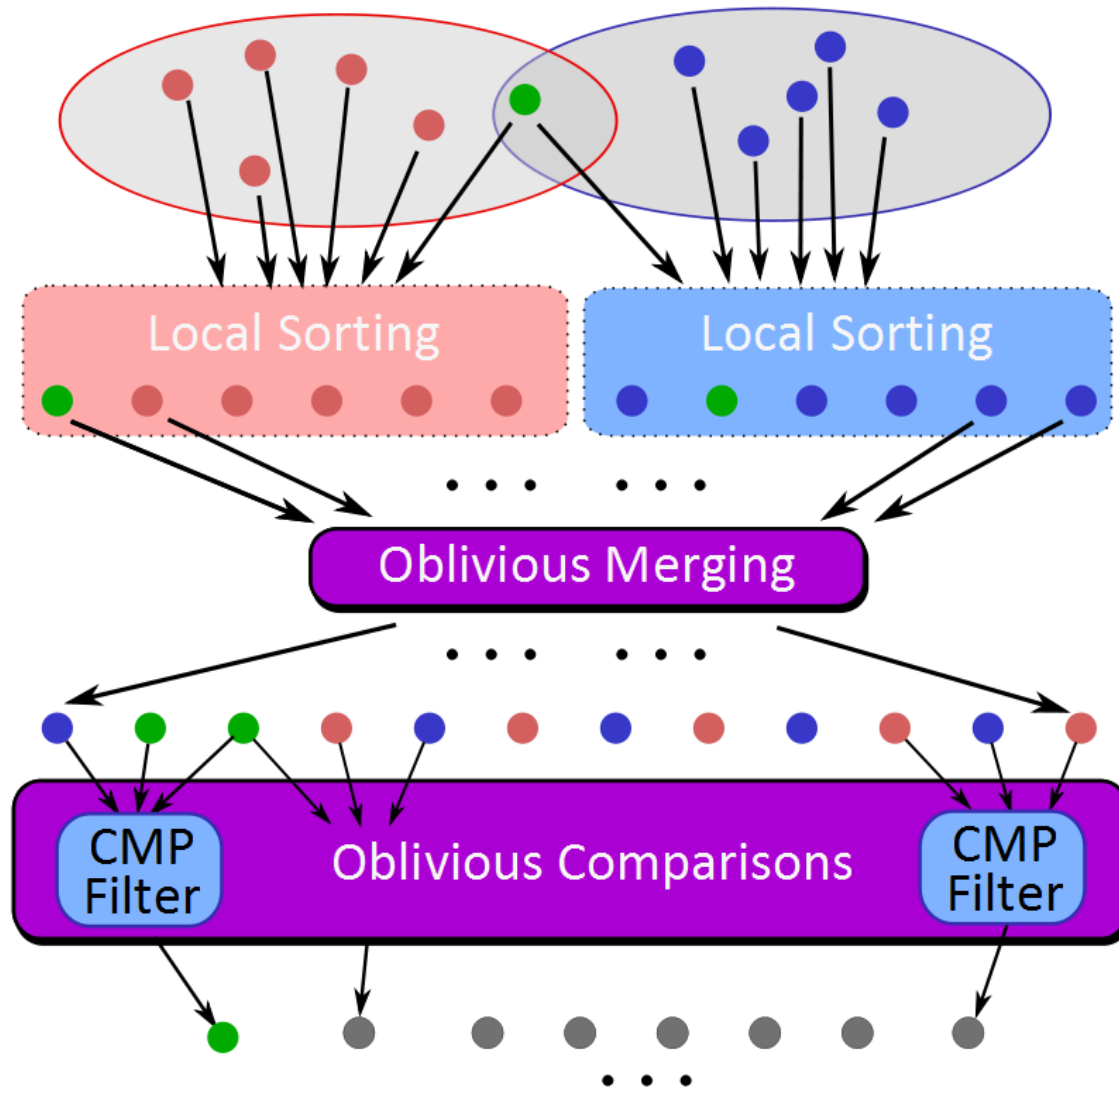 Local Sorting
Local Sorting
Oblivious Merging
CMP
Filter
Oblivious Comparisons
CMP
Filter